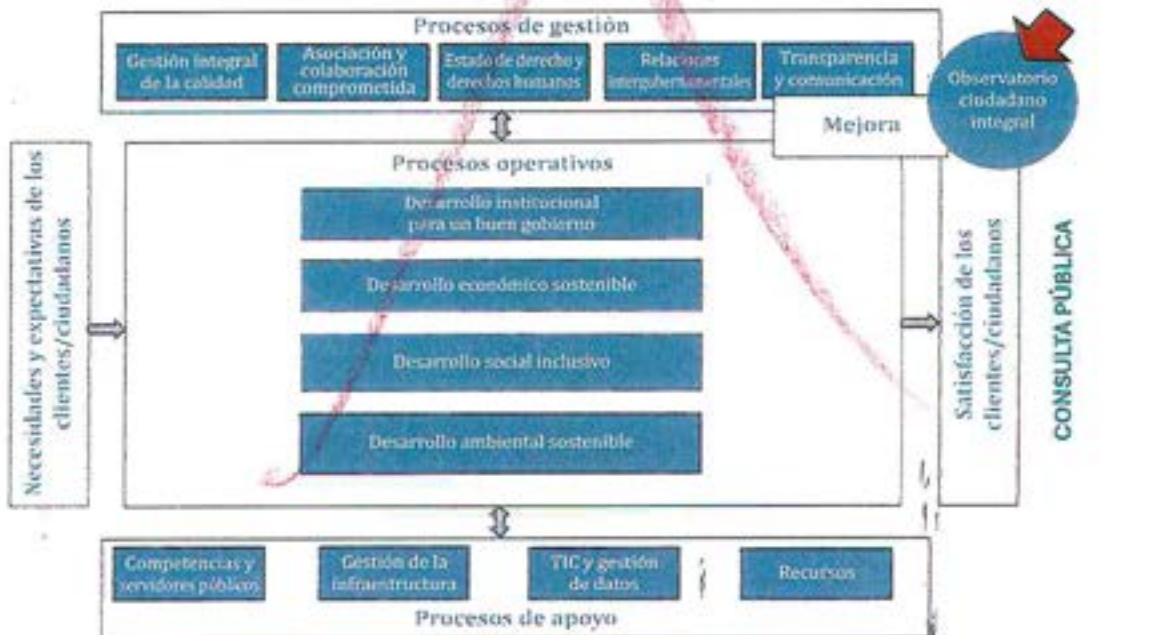 Procesos de gestión
Gestión integral
de la calidad
Asociación y
colaboración
comprometida
Estado de derecho y
derechos humanos
Relaciones
intergubernamentales
Transparencia
y comunicación
Observatorio
ciudadano
integral
Mejora
Necesidades y expectativas de los
clientes/ciudadanos
Procesos operativos
Desarrollo institucional
para un buen gobierno
Desarrollo económico sostenible
Desarrollo social inclusivo
Desarrollo ambiental sostenible
Satisfacción de los
clientes/ciudadanos
CONSULTA PÚBLICA
Competencias y
servidores públicos
Gestión de la
infraestructura
TIC y gestión
de datos
Recursos
Procesos de apoyo